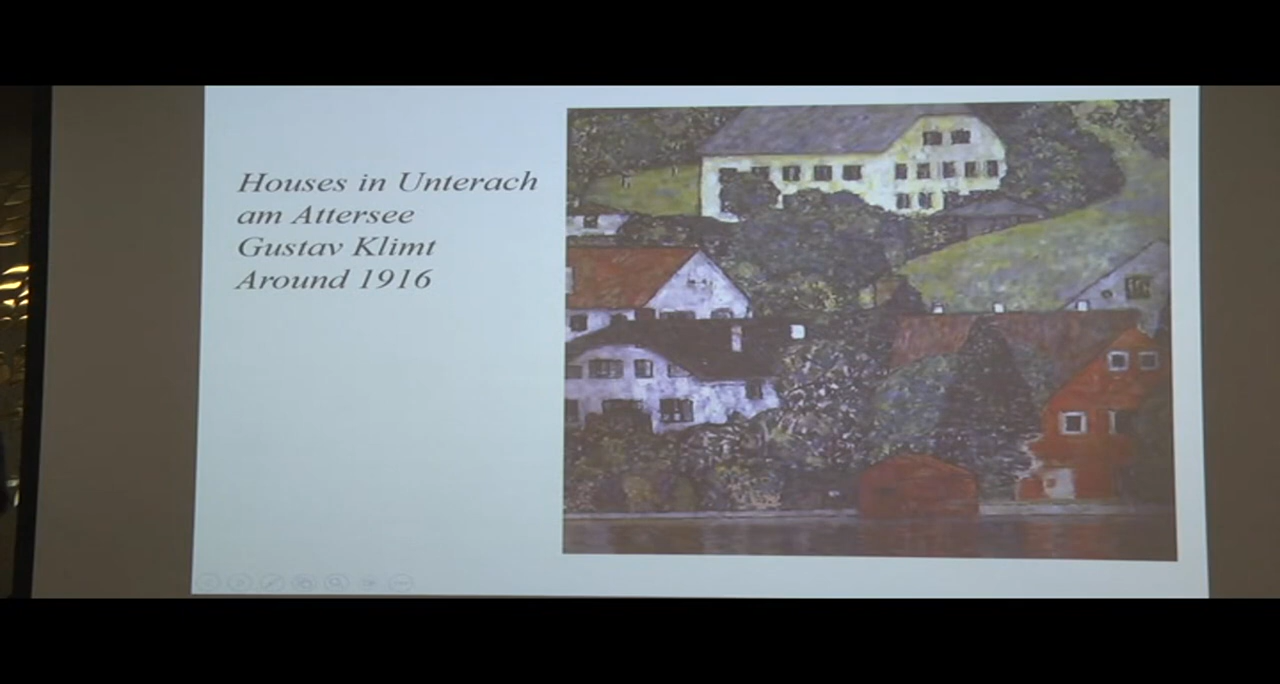 Houses in Unterach
am Attersee
Gustav Klimt
Around 1916